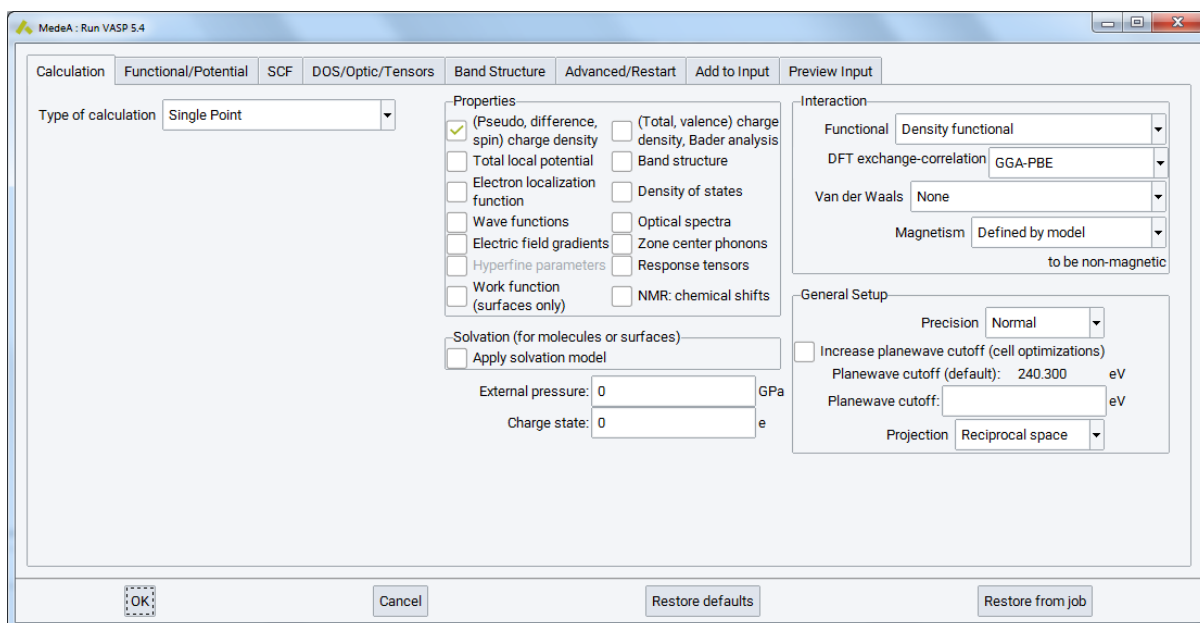 MedeA : Run VASP 5.4
Calculation Functional/Potential SCF DOS/Optic/Tensors Band Structure Advanced/Restart Add to Input Preview Input
Type of calculation Single Point
Properties
(Pseudo, difference,
spin) charge density
(Total, valence) charge
density, Bader analysis
Total local potential
Band structure
Electron localization
function
Density of states
Wave functions
Optical spectra
Electric field gradients
Zone center phonons
Hyperfine parameters
Response tensors
Work function
(surfaces only)
NMR: chemical shifts
Solvation (for molecules or surfaces)
Apply solvation model
External pressure: 0 GPa
Charge state: 0 e
Interaction
Functional Density functional
DFT exchange-correlation GGA-PBE
Van der Waals None
Magnetism Defined by model
to be non-magnetic
General Setup
Precision Normal
Increase planewave cutoff (cell optimizations)
Planewave cutoff (default): 240.300 eV
Planewave cutoff: eV
Projection Reciprocal space
OK Cancel Restore defaults Restore from job